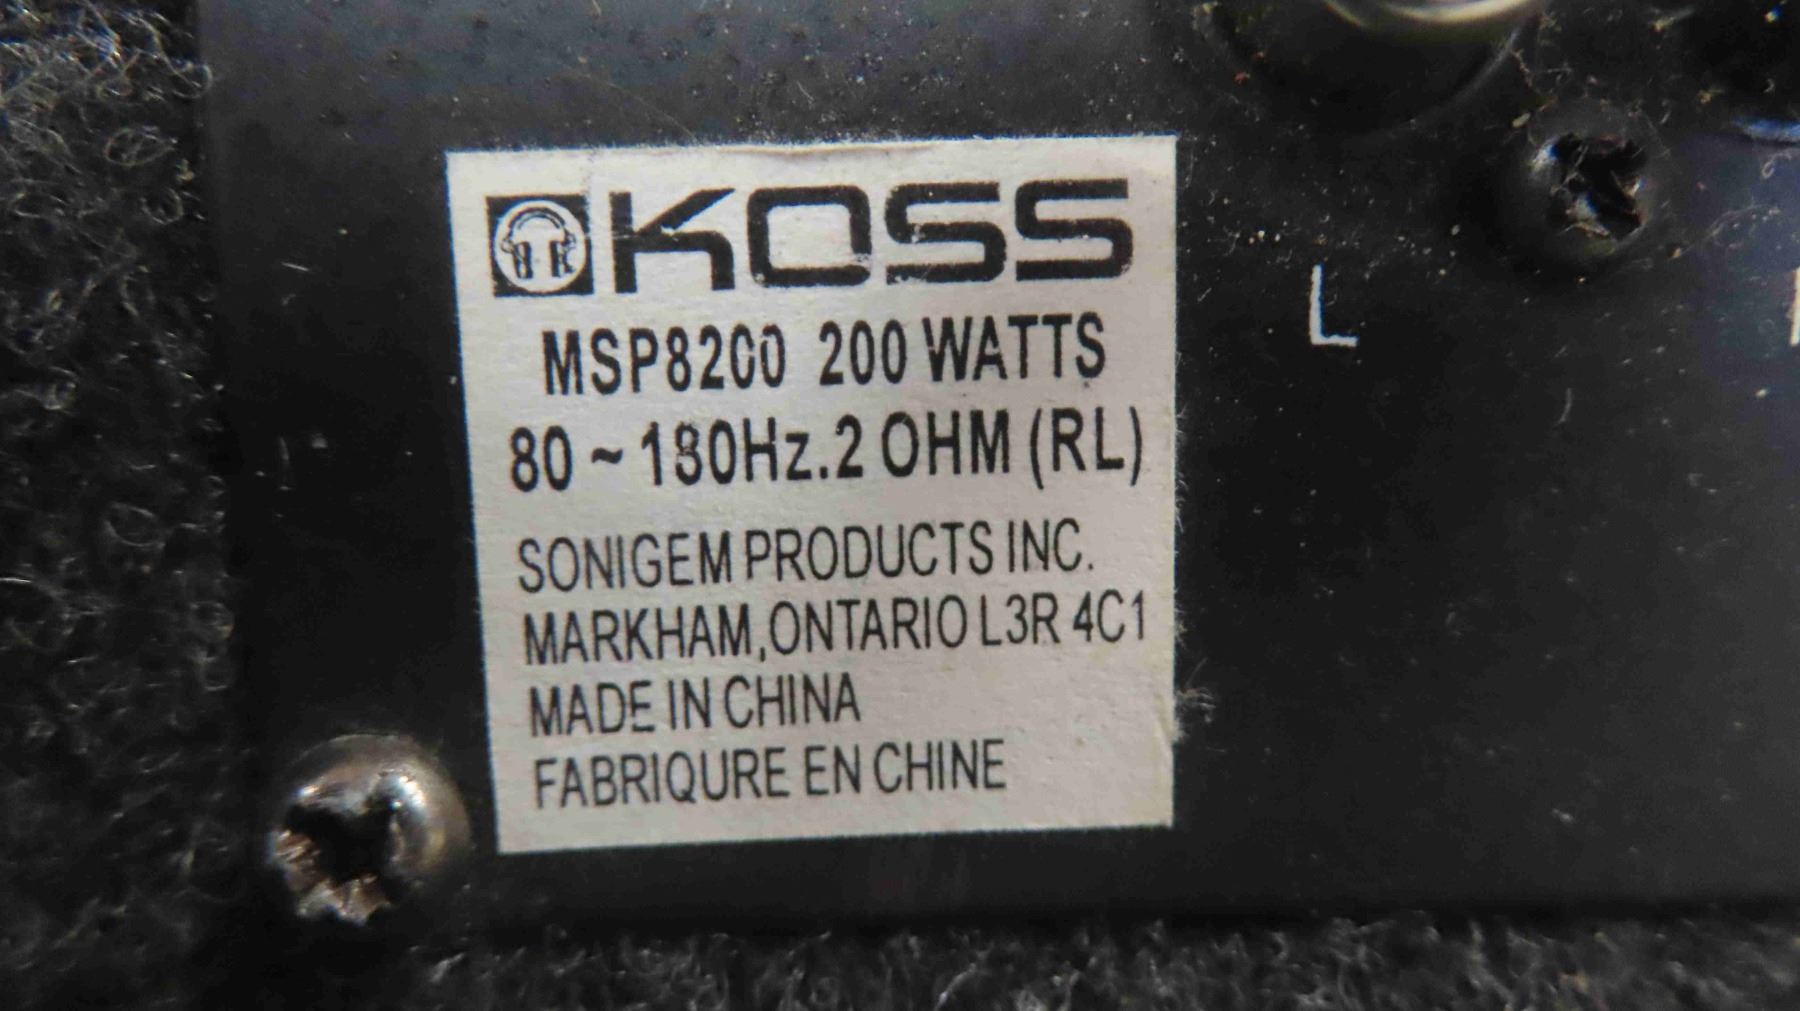 KOSS
MSP8200 200 WATTS
80~180Hz.2 OHM (RL)
SONIGEM PRODUCTS INC.
MARKHAM,ONTARIO L3R 4C1
MADE IN CHINA
FABRIQURE EN CHINE
L